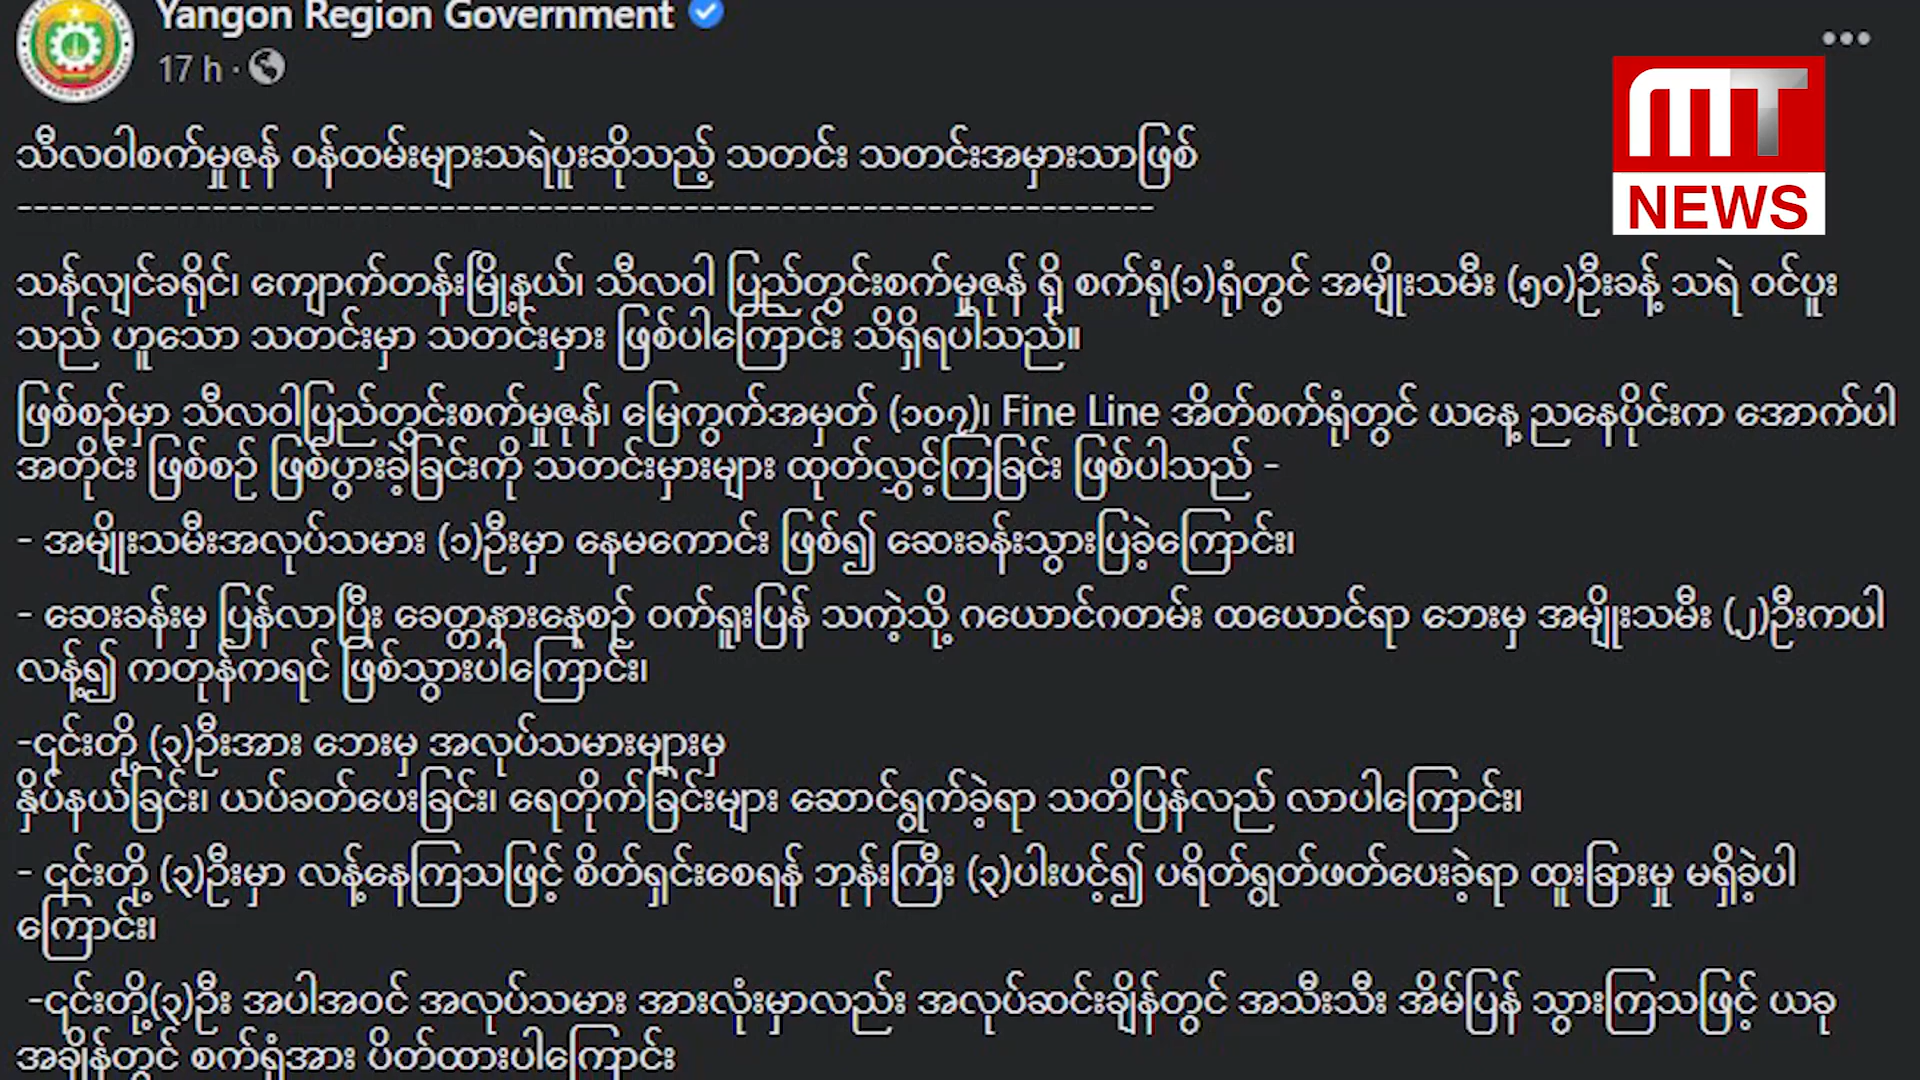 Yangon Region Government
17 h ·
MT
NEWS
သီလဝါစက်မှုဇုန် ဝန်ထမ်းများသရဲပူးဆိုသည့် သတင်း သတင်းအမှားသာဖြစ်
-----------------------------------------------------------------------
သန်လျင်ခရိုင်၊ ကျောက်တန်းမြို့နယ်၊ သီလဝါ ပြည်တွင်းစက်မှုဇုန် ရှိ စက်ရုံ(၁)ရုံတွင် အမျိုးသမီး (၅၀)ဦးခန့် သရဲ ဝင်ပူး
သည် ဟူသော သတင်းမှာ သတင်းမှား ဖြစ်ပါကြောင်း သိရှိရပါသည်။
ဖြစ်စဉ်မှာ သီလဝါပြည်တွင်းစက်မှုဇုန်၊ မြေကွက်အမှတ် (၁၀၇)၊ Fine Line အိတ်စက်ရုံတွင် ယနေ့ ညနေပိုင်းက အောက်ပါ
အတိုင်း ဖြစ်စဉ် ဖြစ်ပွားခဲ့ခြင်းကို သတင်းမှားများ ထုတ်လွှင့်ကြခြင်း ဖြစ်ပါသည် -
- အမျိုးသမီးအလုပ်သမား (၁)ဦးမှာ နေမကောင်း ဖြစ်၍ ဆေးခန်းသွားပြခဲ့ကြောင်း၊
- ဆေးခန်းမှ ပြန်လာပြီး ခေတ္တနားနေစဉ် ဝက်ရူးပြန် သကဲ့သို့ ဂယောင်ဂတမ်း ထယောင်ရာ ဘေးမှ အမျိုးသမီး (၂)ဦးကပါ
လန့်၍ ကတုန်ကရင် ဖြစ်သွားပါကြောင်း၊
-၎င်းတို့ (၃)ဦးအား ဘေးမှ အလုပ်သမားများမှ
နှိပ်နယ်ခြင်း၊ ယပ်ခတ်ပေးခြင်း၊ ရေတိုက်ခြင်းများ ဆောင်ရွက်ခဲ့ရာ သတိပြန်လည် လာပါကြောင်း၊
- ၎င်းတို့ (၃)ဦးမှာ လန့်နေကြသဖြင့် စိတ်ရှင်းစေရန် ဘုန်းကြီး (၃)ပါးပင့်၍ ပရိတ်ရွတ်ဖတ်ပေးခဲ့ရာ ထူးခြားမှု မရှိခဲ့ပါ
ကြောင်း၊
-၎င်းတို့(၃)ဦး အပါအဝင် အလုပ်သမား အားလုံးမှာလည်း အလုပ်ဆင်းချိန်တွင် အသီးသီး အိမ်ပြန် သွားကြသဖြင့် ယခု
အချိန်တွင် စက်ရုံအား ပိတ်ထားပါကြောင်း